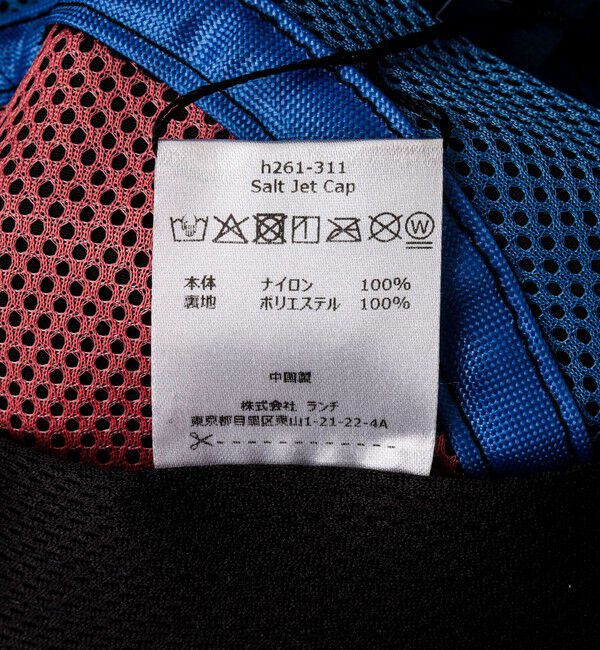 h261-311
Salt Jet Cap
W
本体 ナイロン 100%
裏地 ポリエステル 100%
中国製
株式会社 ランチ
東京都目黒区東山1-21-22-4A